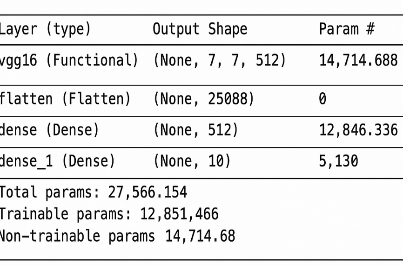 Layer (type) Output Shape Param #
vgg16 (Functional) (None, 7, 7, 512) 14,714.688
flatten (Flatten) (None, 25088) 0
dense (Dense) (None, 512) 12,846.336
dense_1 (Dense) (None, 10) 5,130
Total params: 27,566.154
Trainable params: 12,851,466
Non-trainable params 14,714.68